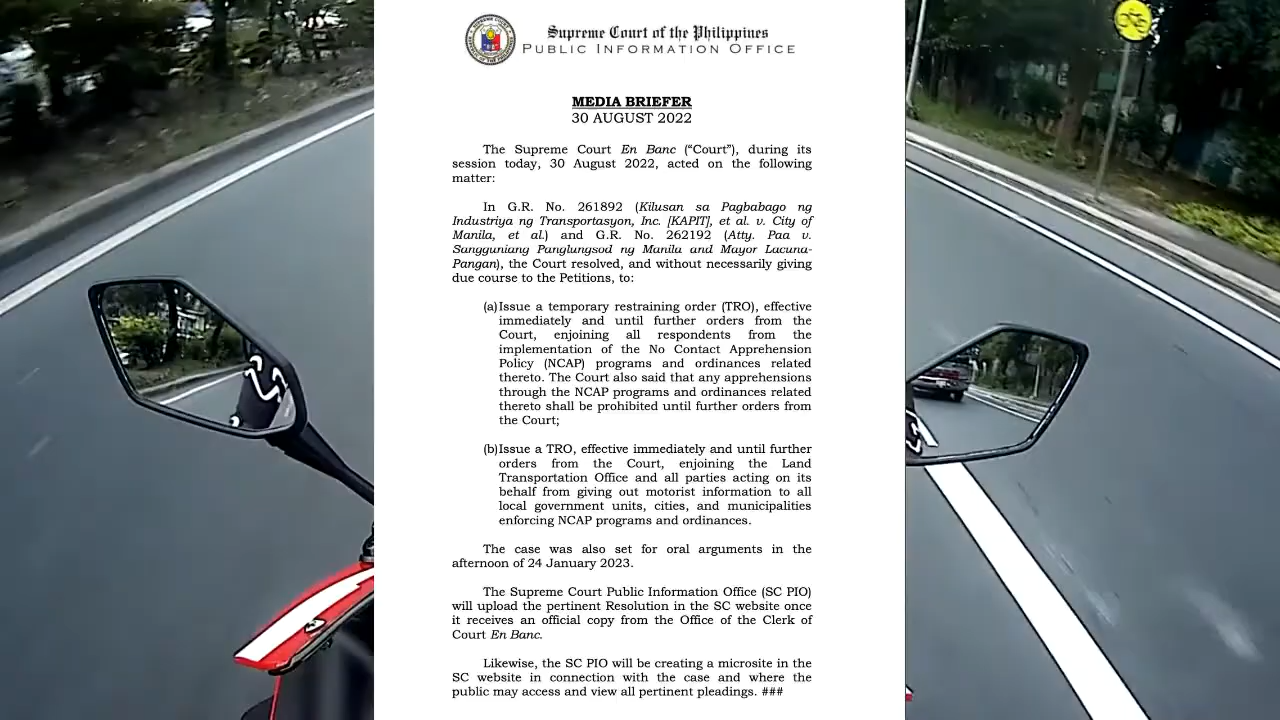 Supreme Court of the Philippines
PUBLIC INFORMATION OFFICE
MEDIA BRIEFER
30 AUGUST 2022
The Supreme Court En Banc (“Court”), during its
session today, 30 August 2022, acted on the following
matter:
In G.R. No. 261892 (Kilusan sa Pagbabago ng
Industriya ng Transportasyon, Inc. [KAPIT], et al. v. City of
Manila, et al.) and G.R. No. 262192 (Atty. Paa v.
Sangguniang Panglungsod ng Manila and Mayor Lacuna-
Pangan), the Court resolved, and without necessarily giving
due course to the Petitions, to:
(a) Issue a temporary restraining order (TRO), effective
immediately and until further orders from the
Court, enjoining all respondents from the
implementation of the No Contact Apprehension
Policy (NCAP) programs and ordinances related
thereto. The Court also said that any apprehensions
through the NCAP programs and ordinances related
thereto shall be prohibited until further orders from
the Court;
(b) Issue a TRO, effective immediately and until further
orders from the Court, enjoining the Land
Transportation Office and all parties acting on its
behalf from giving out motorist information to all
local government units, cities, and municipalities
enforcing NCAP programs and ordinances.
The case was also set for oral arguments in the
afternoon of 24 January 2023.
The Supreme Court Public Information Office (SC PIO)
will upload the pertinent Resolution in the SC website once
it receives an official copy from the Office of the Clerk of
Court En Banc.
Likewise, the SC PIO will be creating a microsite in the
SC website in connection with the case and where the
public may access and view all pertinent pleadings. ###